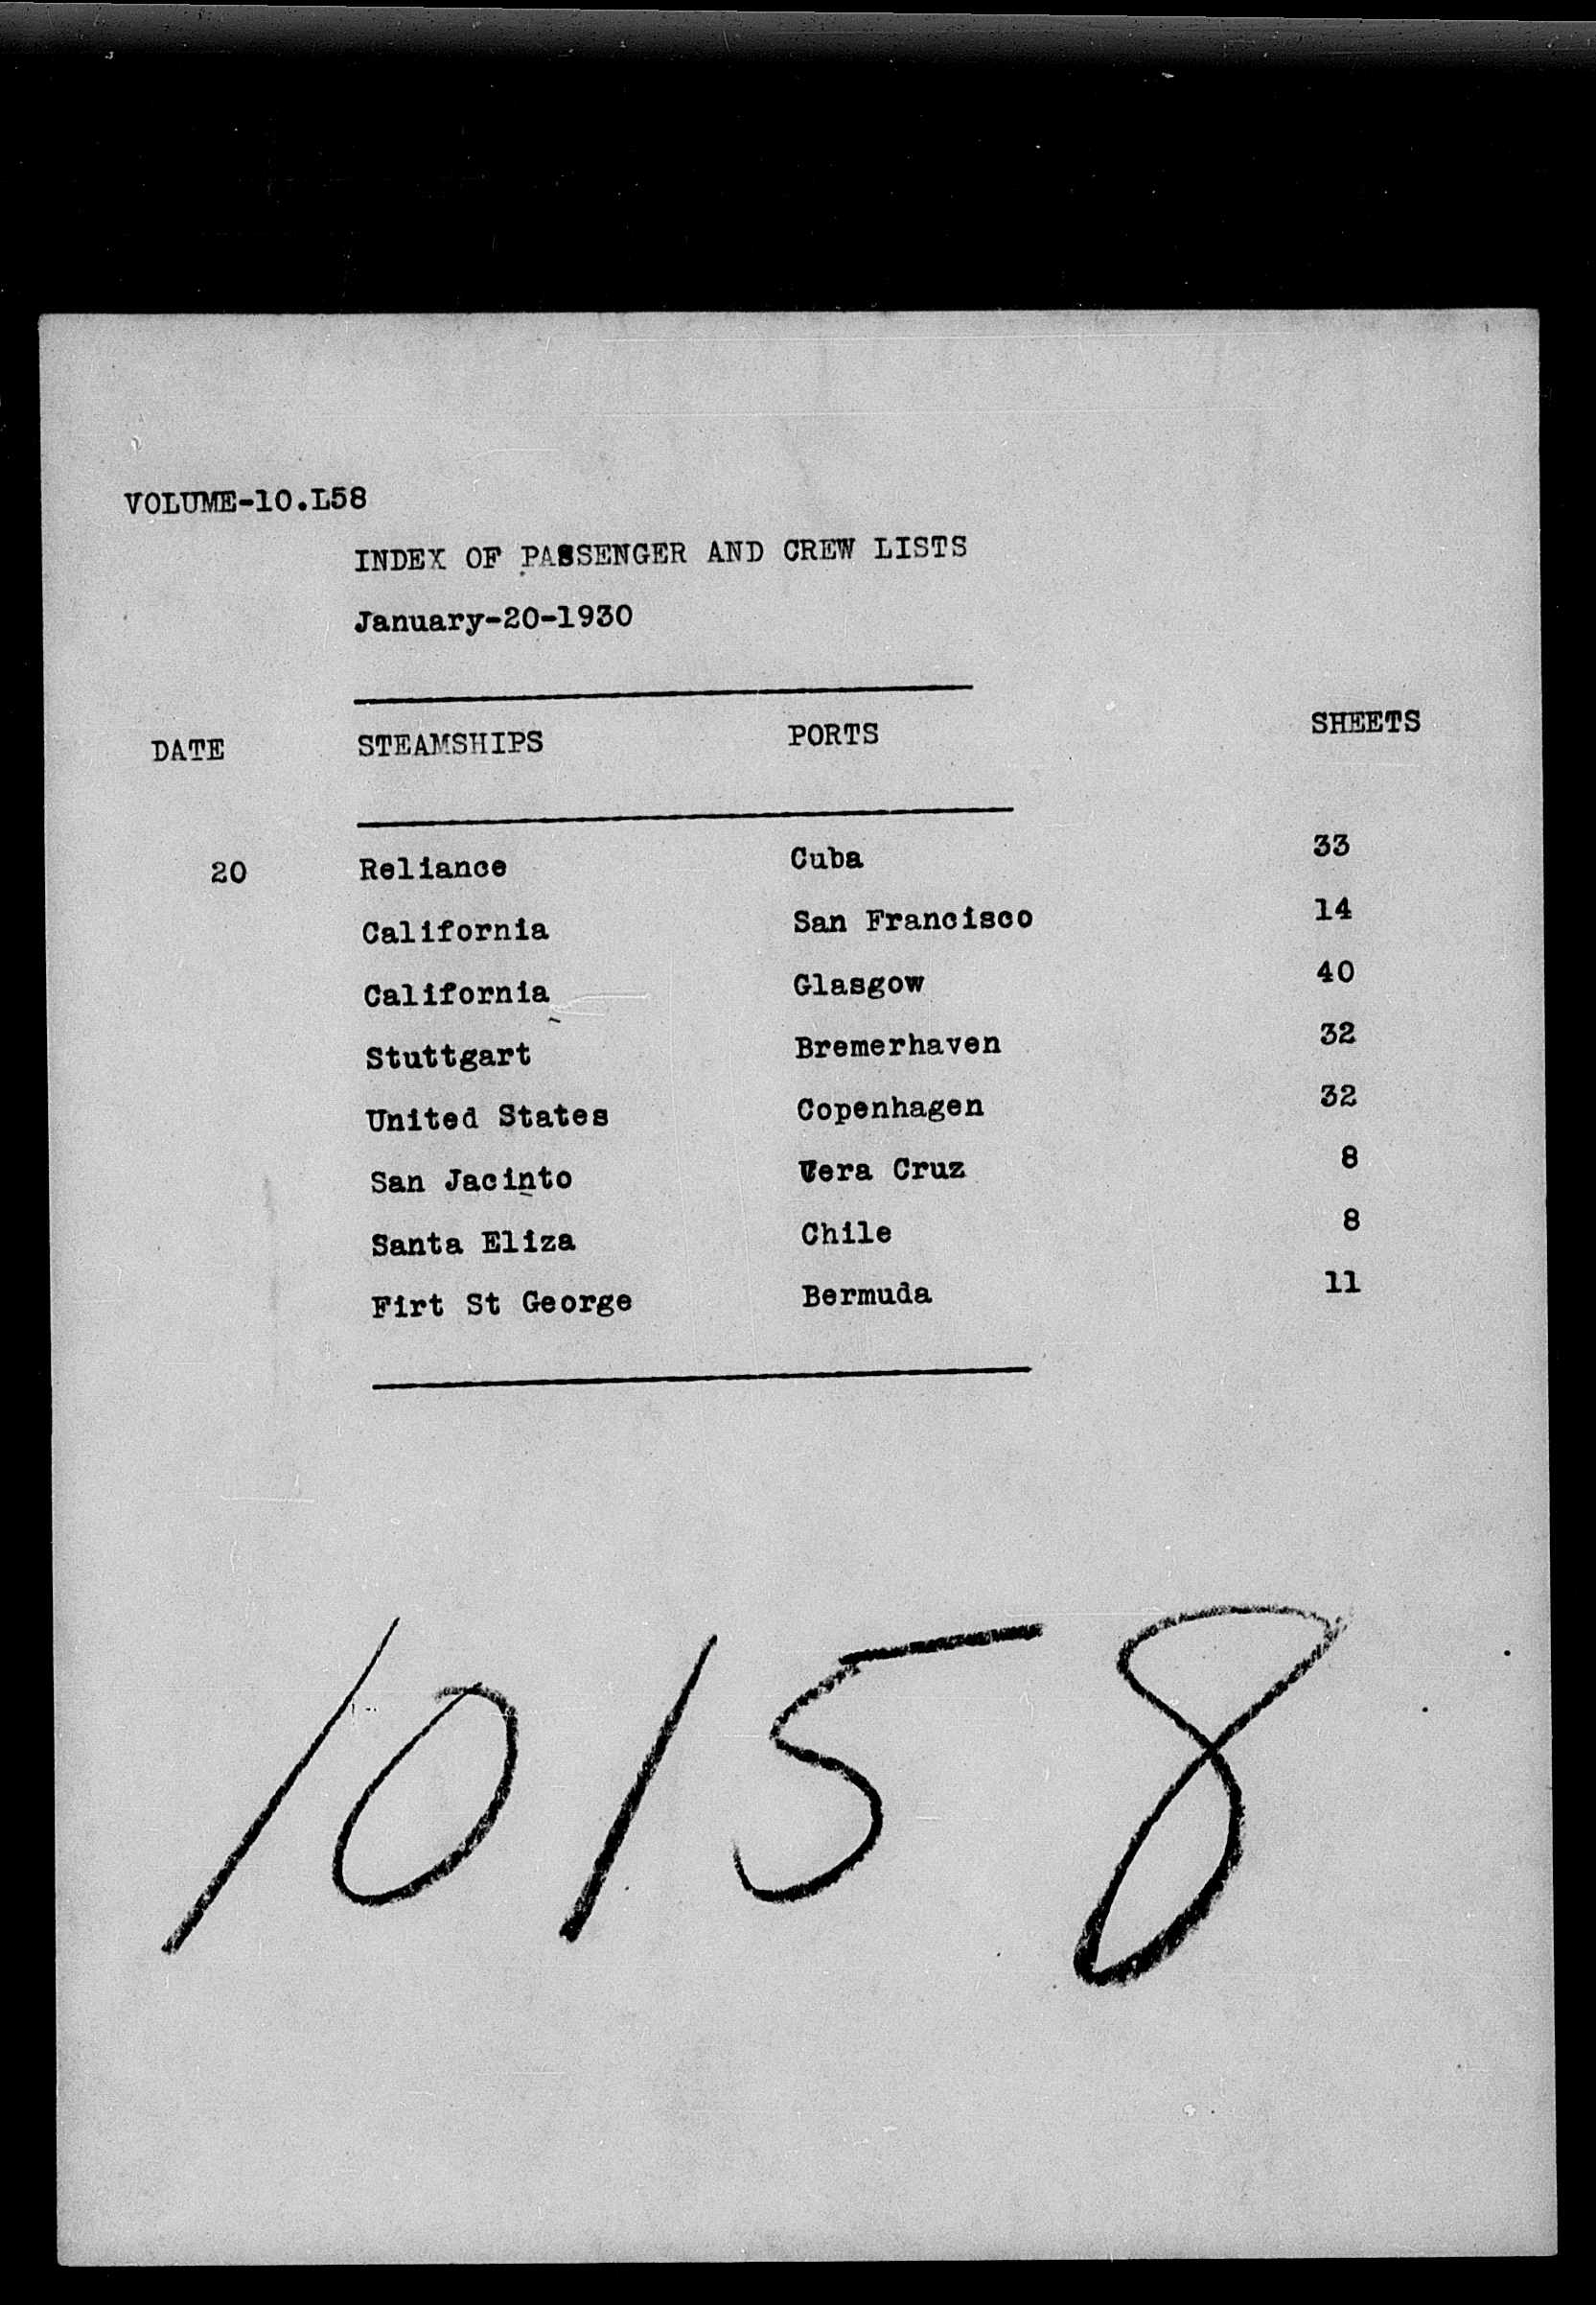 VOLUME-10.L58
INDEX OF PASSENGER AND CREW LISTS
January-20-1930
DATE STEAMSHIPS PORTS SHEETS
20 Reliance Cuba 33
California San Francisco 14
California Glasgow 40
Stuttgart Bremerhaven 32
United States Copenhagen 32
San Jacinto Vera Cruz 8
Santa Eliza Chile 8
Firt St George Bermuda 11
10158